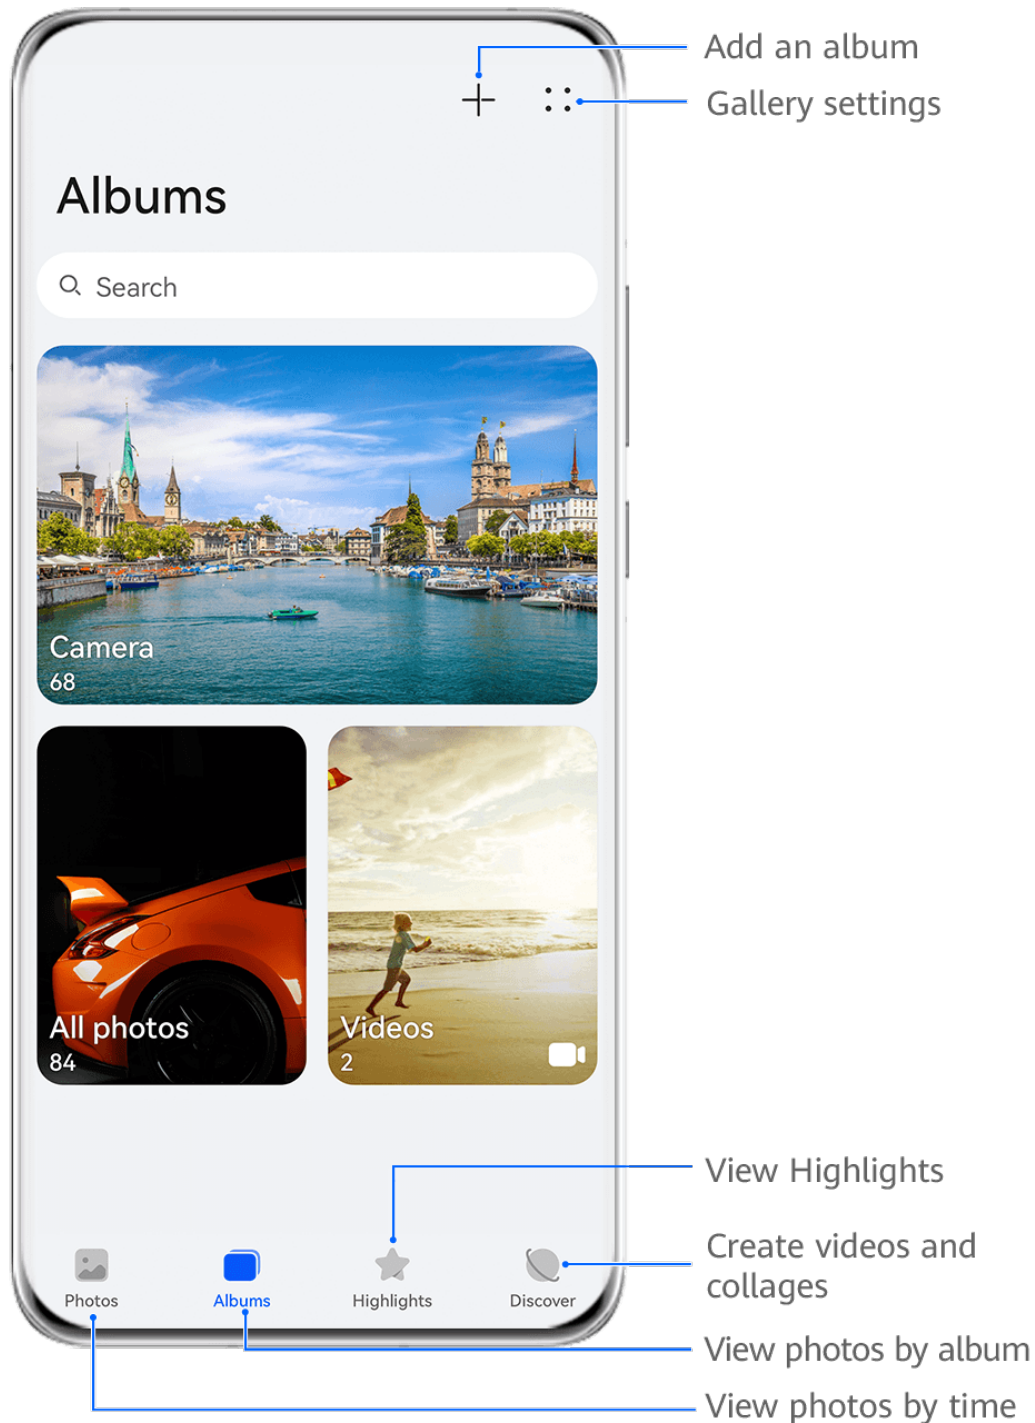 Add an album
Gallery settings
Albums
Search
Camera
68
All photos
84
Videos
2
View Highlights
Create videos and
collages
Photos
Albums
Highlights
Discover
View photos by album
View photos by time